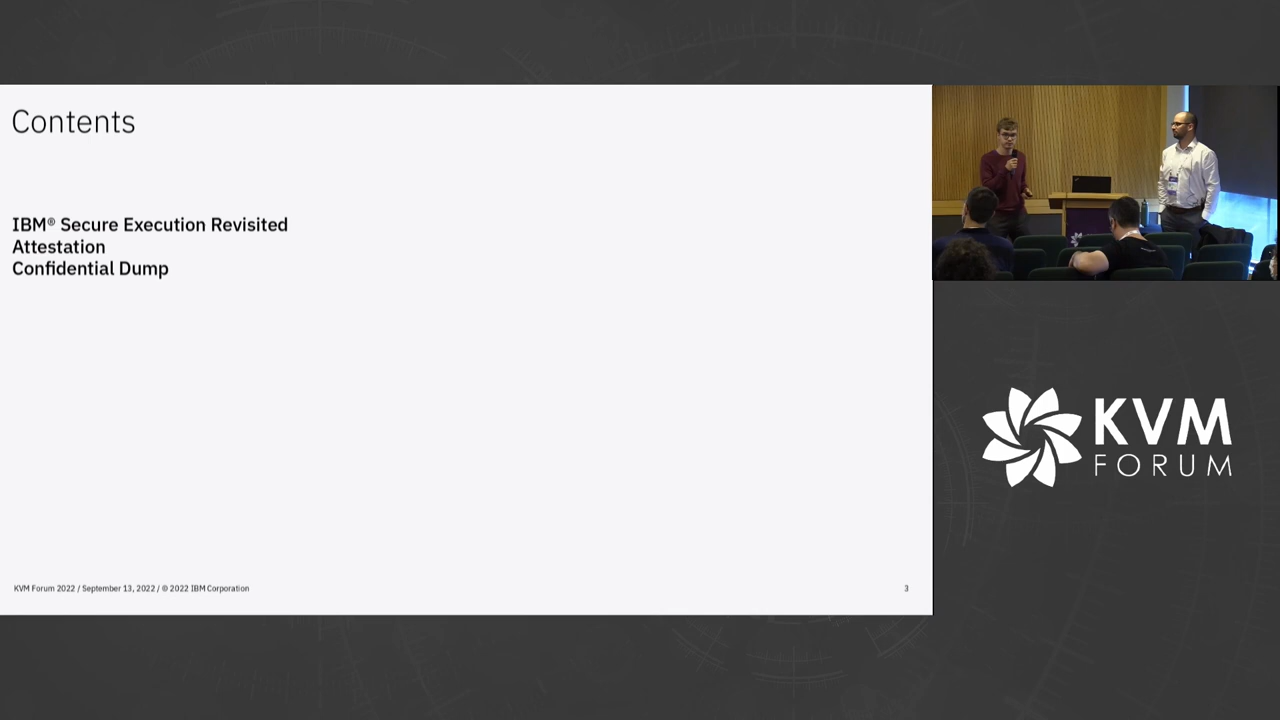 Contents
IBM® Secure Execution Revisited
Attestation
Confidential Dump
KVM Forum 2022 / September 13, 2022 / © 2022 IBM Corporation
3
KVM
FORUM